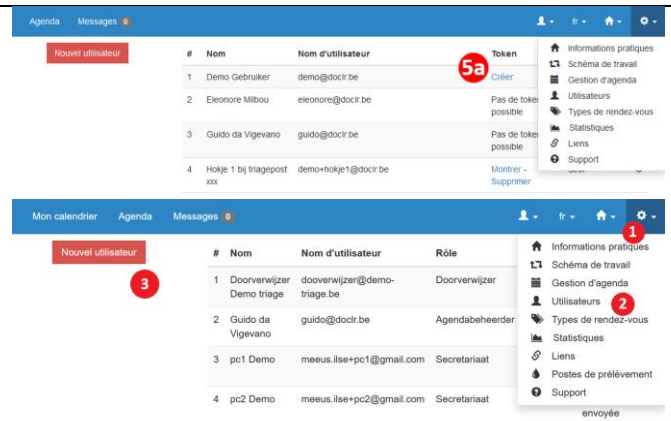 Agenda Messages 0 fr
Nouvel utilisateur # Nom Nom d'utilisateur Token
Informations pratiques
Schéma de travail
5a
1 Demo Gebruiker demo@doclr.be Créer
Gestion d'agenda
Utilisateurs
2 Eleonore Milbou eleonore@doclr.be Pas de token
possible
Types de rendez-vous
Statistiques
3 Guido da Vigevano guido@doclr.be Pas de token
possible
Liens
Support
4 Hokje 1 bij triagepost
xxx
demo+hokje1@doclr.be Montrer -
Supprimer
Mon calendrier Agenda Messages 0 fr
1
Nouvel utilisateur # Nom Nom d'utilisateur Rôle
Informations pratiques
Schéma de travail
3
1 Doorverwijzer
Demo triage
dooverwijzer@demo-
triage.be
Doorverwijzer
Gestion d'agenda
Utilisateurs 2
2 Guido da
Vigevano
guido@doclr.be Agendabeheerder
Types de rendez-vous
Statistiques
3 pc1 Demo meeus.ilse+pc1@gmail.com Secretariaat
Liens
Postes de prélèvement
4 pc2 Demo meeus.ilse+pc2@gmail.com Secretariaat
Support
envoyée